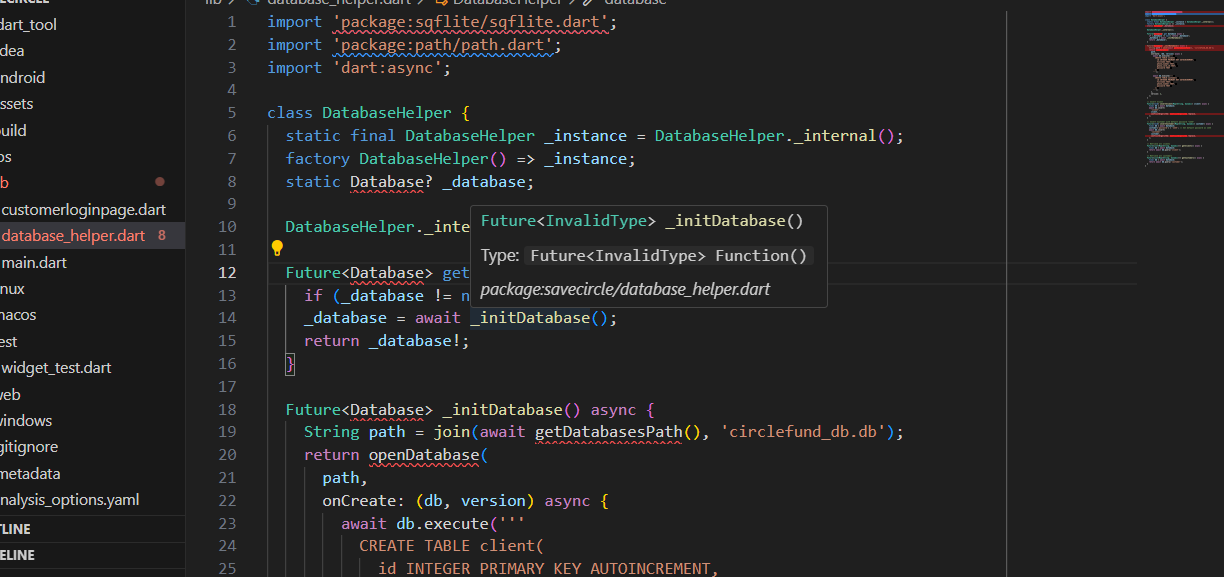 dart_tool
dea
ndroid
ssets
uild
os
b
customerloginpage.dart
database_helper.dart 8
main.dart
nux
nacos
est
widget_test.dart
veb
vindows
gitignore
metadata
nalysis_options.yaml
TLINE
ELINE
1 import 'package:sqflite/sqflite.dart';
2 import 'package:path/path.dart';
3 import 'dart:async';
4
5 class DatabaseHelper {
6 static final DatabaseHelper _instance = DatabaseHelper._internal();
7 factory DatabaseHelper() => _instance;
8 static Database? _database;
9
10 DatabaseHelper._inte
11
12 Future<Database> get
13 if (_database != n
14 _database = await _initDatabase();
15 return _database!;
16 }
17
18 Future<Database> _initDatabase() async {
19 String path = join(await getDatabasesPath(), 'circlefund_db.db');
20 return openDatabase(
21 path,
22 onCreate: (db, version) async {
23 await db.execute('''
24 CREATE TABLE client(
25 id INTEGER PRIMARY KEY AUTOINCREMENT,
Future<InvalidType> _initDatabase()
Type: Future<InvalidType> Function()
package:savecircle/database_helper.dart